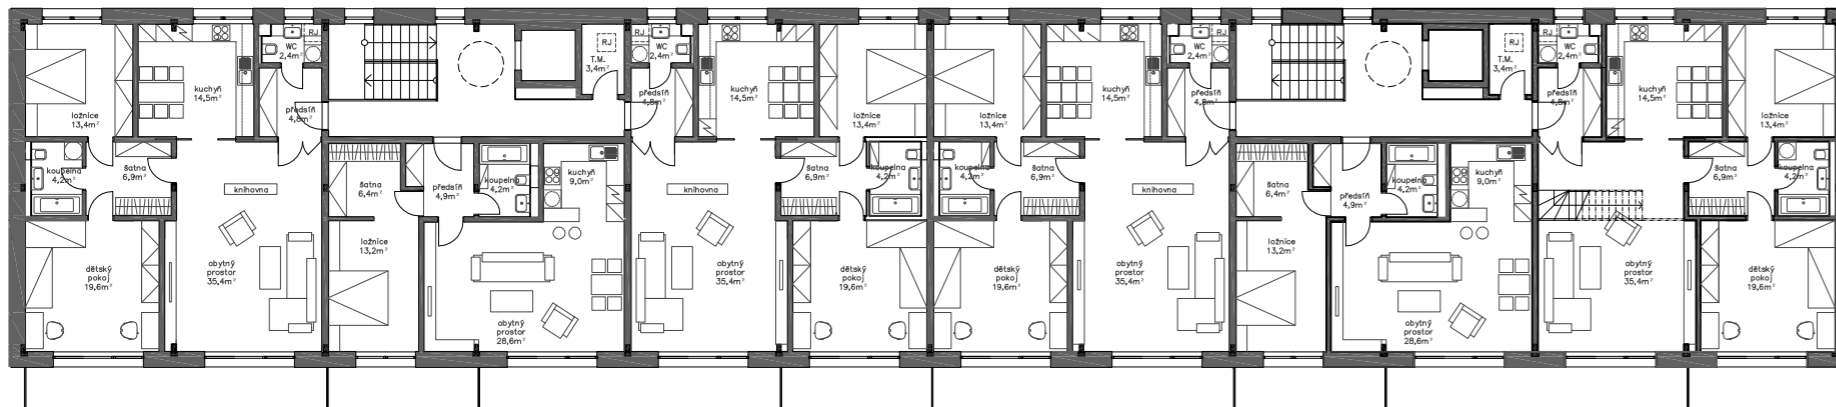 ložnice
13,4m²
kuchyň
14,5m²
WC
2,4m²
RJ
předsíň
4,8m²
koupelna
4,2m²
šatna
6,9m²
knihovna
dětský
pokoj
19,6m²
obytný
prostor
35,4m²
RJ
T.M.
3,4m²
šatna
6,4m²
předsíň
4,9m²
koupelna
4,2m²
kuchyň
9,0m²
ložnice
13,2m²
obytný
prostor
28,6m²
RJ
WC
2,4m²
předsíň
4,8m²
kuchyň
14,5m²
ložnice
13,4m²
knihovna
šatna
6,9m²
koupelna
4,2m²
obytný
prostor
35,4m²
dětský
pokoj
19,6m²
ložnice
13,4m²
kuchyň
14,5m²
WC
2,4m²
RJ
předsíň
4,8m²
koupelna
4,2m²
šatna
6,9m²
knihovna
dětský
pokoj
19,6m²
obytný
prostor
35,4m²
RJ
T.M.
3,4m²
šatna
6,4m²
předsíň
4,9m²
koupelna
4,2m²
kuchyň
9,0m²
ložnice
13,2m²
obytný
prostor
28,6m²
RJ
WC
2,4m²
předsíň
4,8m²
kuchyň
14,5m²
ložnice
13,4m²
šatna
6,9m²
koupelna
4,2m²
obytný
prostor
35,4m²
dětský
pokoj
19,6m²